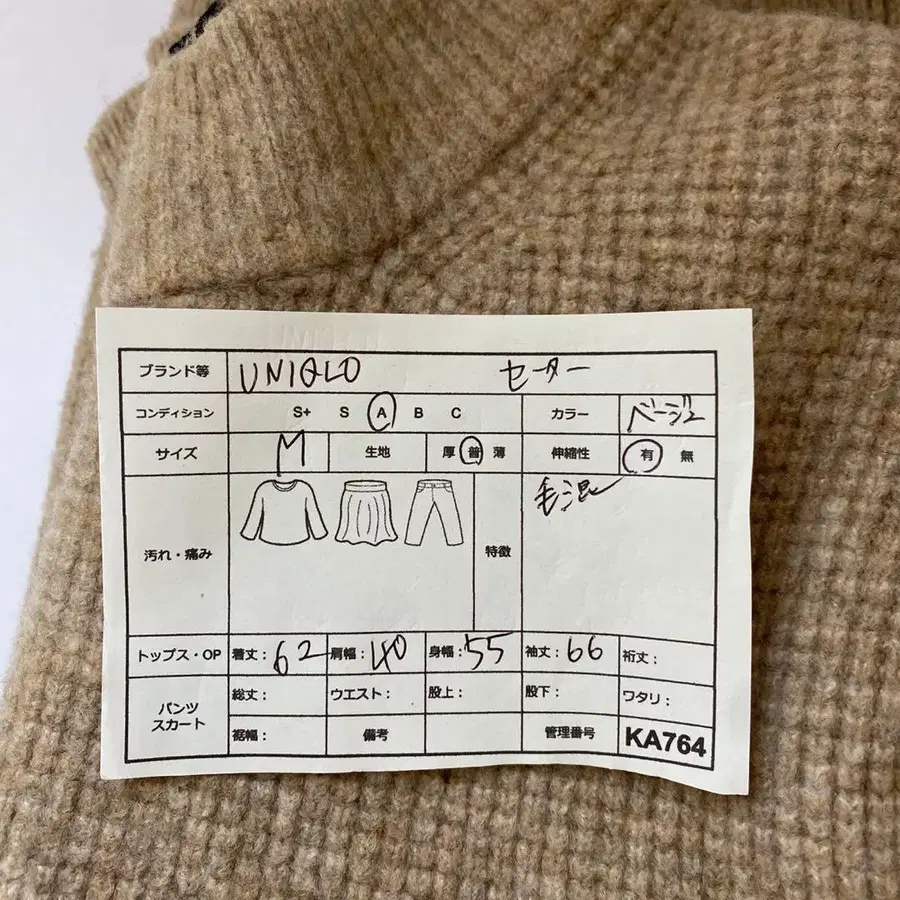 ブランド等 UNIQLO セーター
コンディション S+ S A B C カラー ベージュ
サイズ M 生地 厚 普 薄 伸縮性 有 無
汚れ・痛み 特徴 毛混
トップス・OP 着丈: 62 肩幅: 40 身幅: 55 袖丈: 66 裄丈:
パンツ スカート 総丈: ウエスト: 股上: 股下: ワタリ:
裾幅: 備考 管理番号 KA764